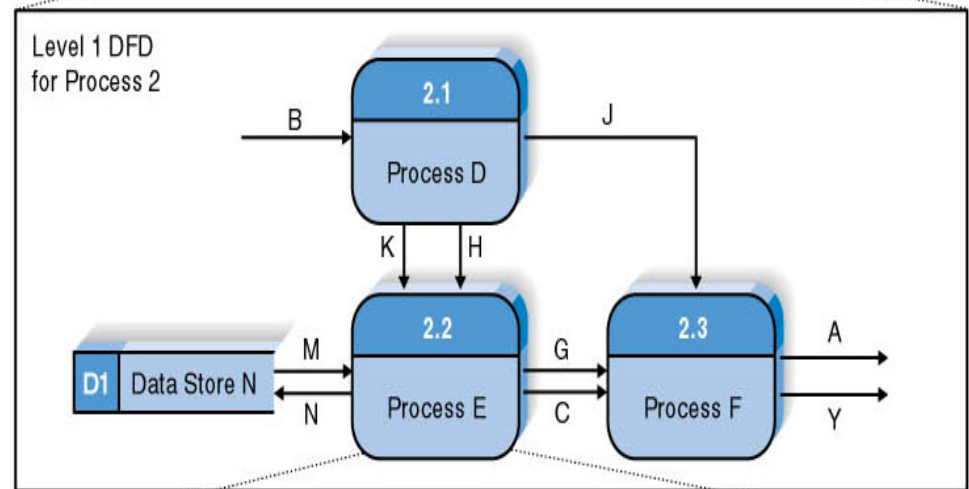 Level 1 DFD
for Process 2
2.1
B
J
Process D
K
H
2.2
2.3
M
G
A
D1
Data Store N
N
Process E
C
Process F
Y